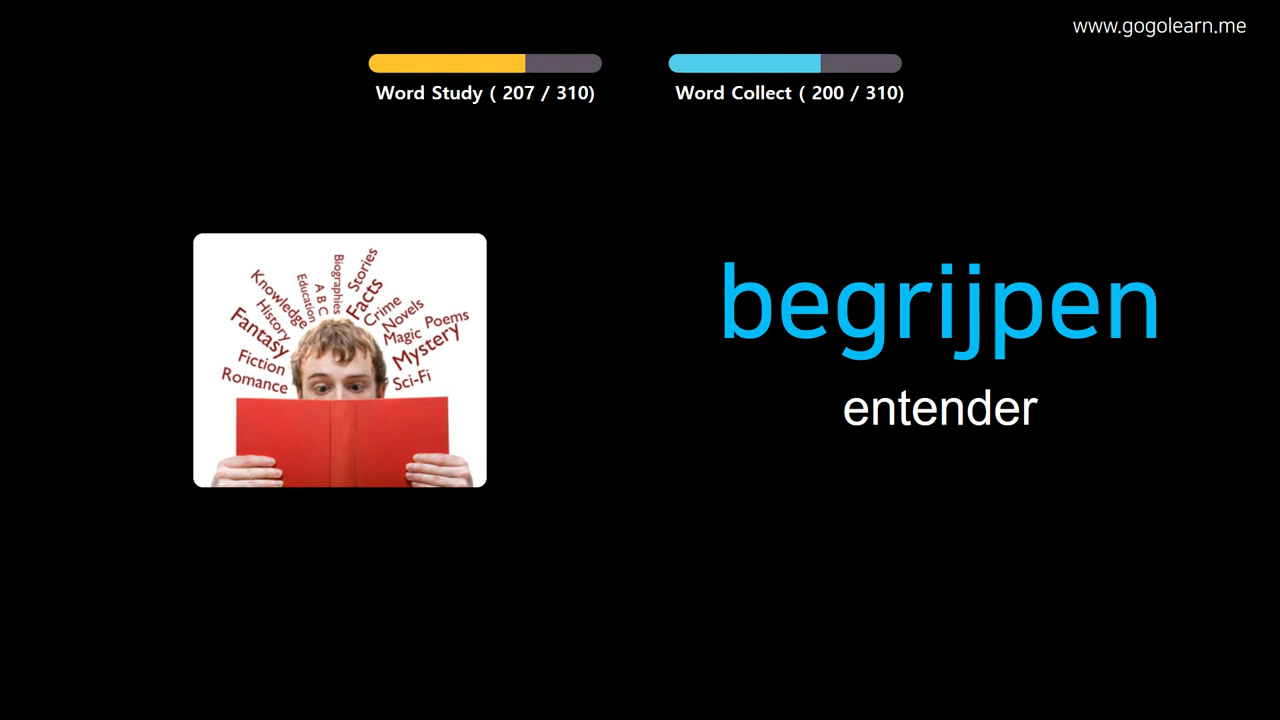 www.gogolearn.me
Word Study ( 207 / 310)
Word Collect ( 200 / 310)
Stories
Biographies
Facts
A B C
Education
Knowledge
Crime
History
Novels
Fantasy
Poems
Magic
Mystery
Fiction
Romance
Sci-Fi
begrijpen
entender